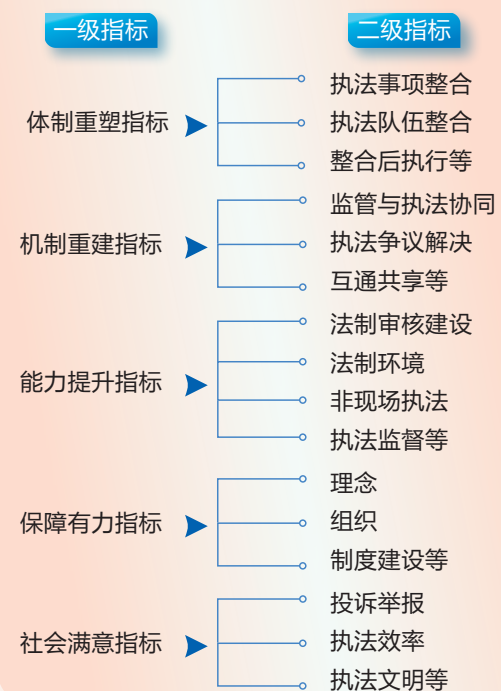 一级指标
二级指标
体制重塑指标
执法事项整合
执法队伍整合
整合后执行等
机制重建指标
监管与执法协同
执法争议解决
互通共享等
能力提升指标
法制审核建设
法制环境
非现场执法
执法监督等
保障有力指标
理念
组织
制度建设等
社会满意指标
投诉举报
执法效率
执法文明等